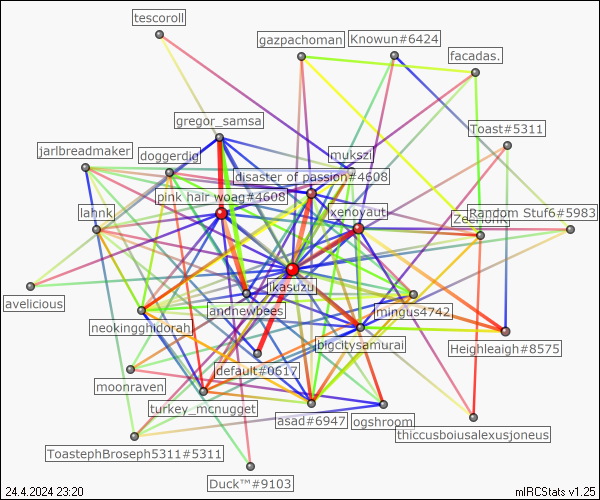 tescoroll
gazpachoman
Knowun#6424
facadas.
gregor_samsa
Toast#5311
jarlbreadmaker
doggerdig
mukszi
disaster of passion#4608
pink hair woag#4608
lahnk
xenoyaut
Random Stuf6#5983
ikasuzu
avelicious
andnewbees
mingus4742
neokingghidorah
bigcitysamurai
Heighleaigh#8575
default#0617
moonraven
turkey_mcnugget
asad#6947
ogshroom
thiccusboiusalexusjoneus
ToastephBroseph5311#5311
Duck™#9103
24.4.2024 23:20
mIRCStats v1.25